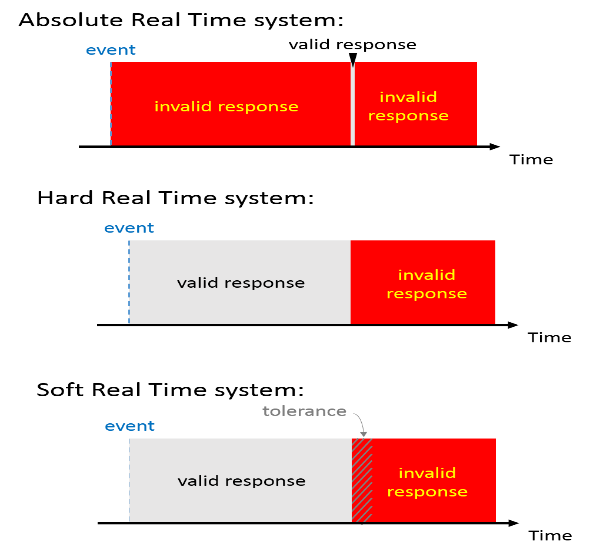 Absolute Real Time system:
valid response
event
invalid response
invalid
response
Time
Hard Real Time system:
event
valid response
invalid
response
Time
Soft Real Time system:
tolerance
event
valid response
invalid
response
Time